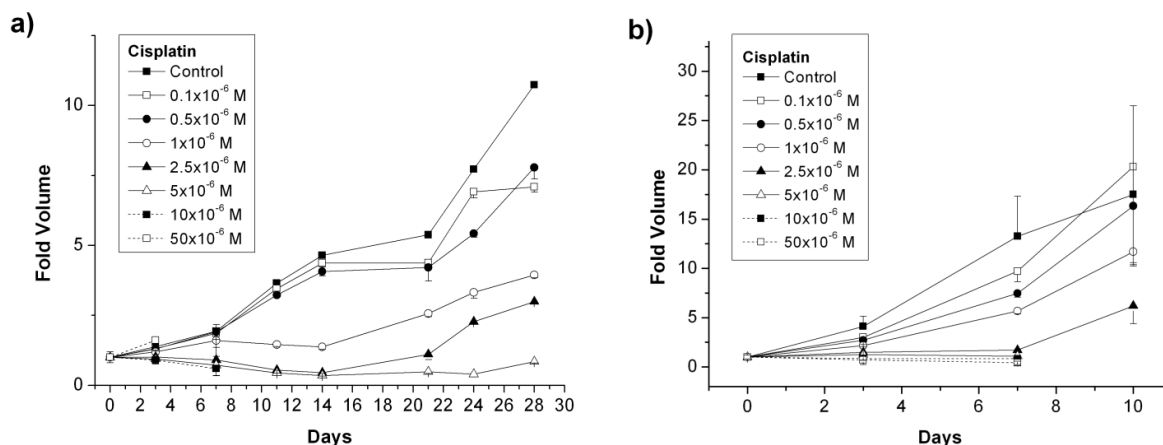 a)
Cisplatin
Control
0.1x10⁻⁶ M
0.5x10⁻⁶ M
1x10⁻⁶ M
2.5x10⁻⁶ M
5x10⁻⁶ M
10x10⁻⁶ M
50x10⁻⁶ M
Fold Volume
10
5
0
0 2 4 6 8 10 12 14 16 18 20 22 24 26 28 30
Days
b)
Cisplatin
Control
0.1x10⁻⁶ M
0.5x10⁻⁶ M
1x10⁻⁶ M
2.5x10⁻⁶ M
5x10⁻⁶ M
10x10⁻⁶ M
50x10⁻⁶ M
Fold Volume
30
25
20
15
10
5
0
0 2 4 6 8 10
Days